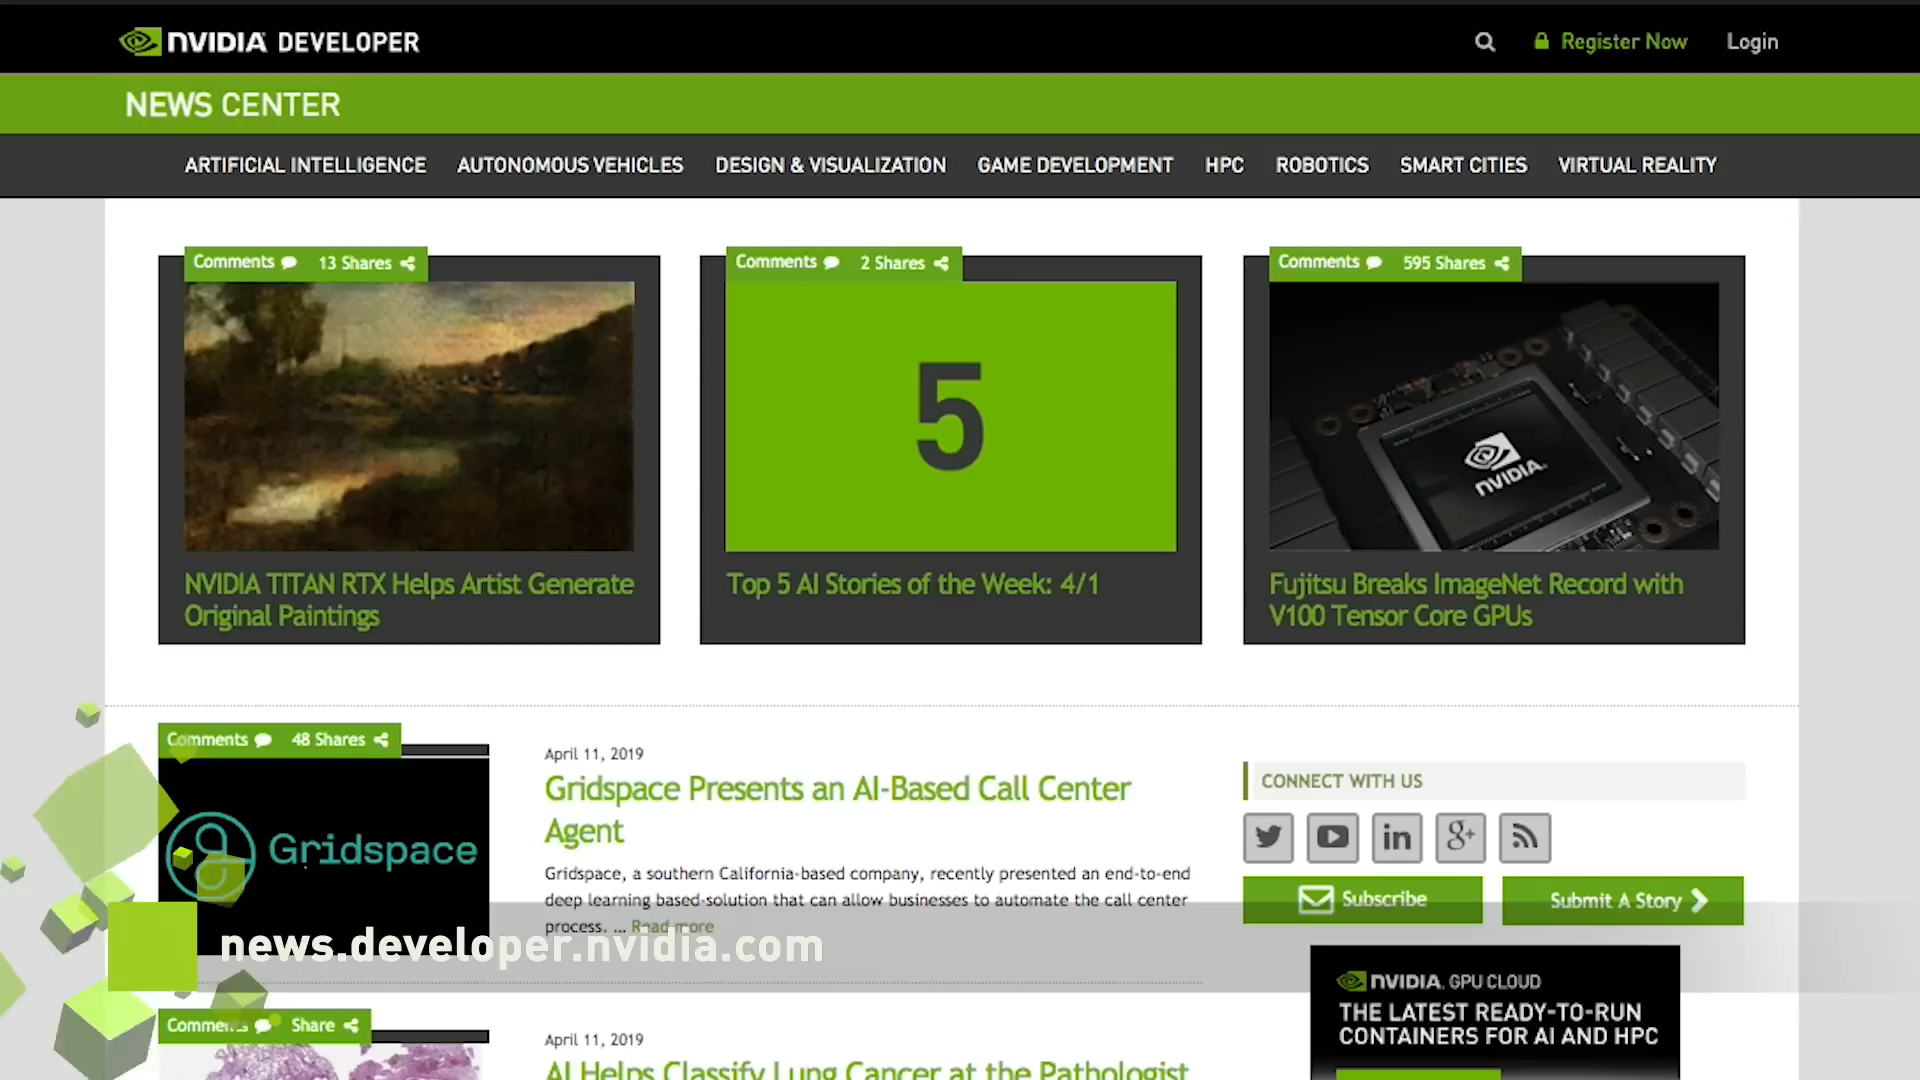 NVIDIA DEVELOPER
Register Now
Login
NEWS CENTER
ARTIFICIAL INTELLIGENCE
AUTONOMOUS VEHICLES
DESIGN & VISUALIZATION
GAME DEVELOPMENT
HPC
ROBOTICS
SMART CITIES
VIRTUAL REALITY
Comments 13 Shares
NVIDIA TITAN RTX Helps Artist Generate
Original Paintings
Comments 2 Shares
5
Top 5 AI Stories of the Week: 4/1
Comments 595 Shares
NVIDIA.
Fujitsu Breaks ImageNet Record with
V100 Tensor Core GPUs
Comments 48 Shares
Gridspace
April 11, 2019
Gridspace Presents an AI-Based Call Center
Agent
Gridspace, a southern California-based company, recently presented an end-to-end
deep learning based-solution that can allow businesses to automate the call center
process. ... Read more
CONNECT WITH US
in
g+
Subscribe
Submit A Story
news.developer.nvidia.com
NVIDIA. GPU CLOUD
THE LATEST READY-TO-RUN
CONTAINERS FOR AI AND HPC
Comments Share
April 11, 2019
AI Helps Classify Lung Cancer at the Pathologist